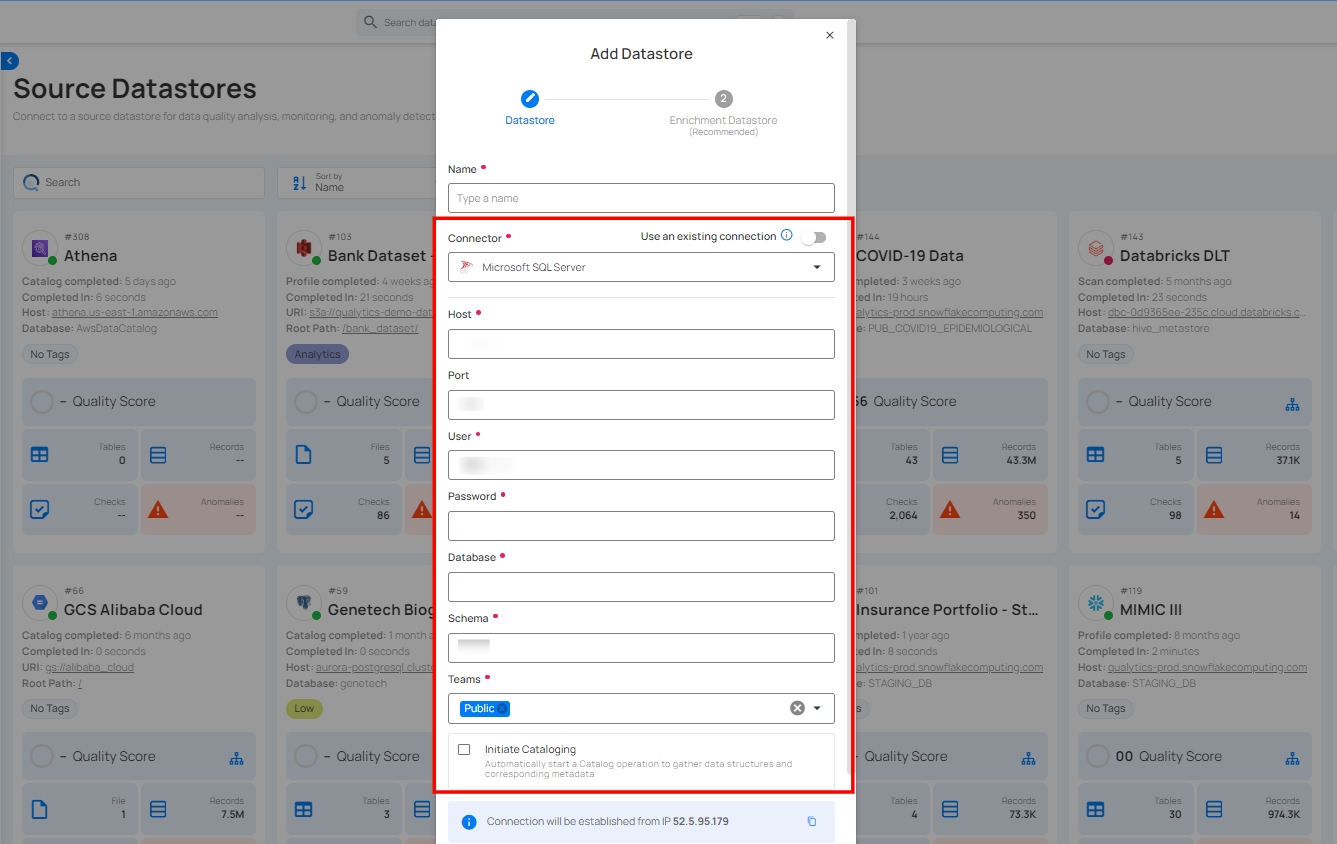 Search data
Source Datastores
Connect to a source datastore for data quality analysis, monitoring, and anomaly detect
Search
Sort by
Name
#308
Athena
Catalog completed: 5 days ago
Completed In: 6 seconds
Host: athena.us-east-1.amazonaws.com
Database: AwsDataCatalog
No Tags
– Quality Score
Tables
0
Records
--
Checks
--
Anomalies
--
#103
Bank Dataset -
Profile completed: 4 weeks ag
Completed In: 21 seconds
URI: s3a://qualytics-demo-dat
Root Path: /bank_dataset/
Analytics
– Quality Score
Files
5
Checks
86
Add Datastore
Datastore
2
Enrichment Datastore
(Recommended)
Name
Type a name
Connector
Use an existing connection
Microsoft SQL Server
Host
Port
User
Password
Database
Schema
Teams
Public
Initiate Cataloging
Automatically start a Catalog operation to gather data structures and
corresponding metadata
Connection will be established from IP 52.5.95.179
#144
COVID-19 Data
mpleted: 3 weeks ago
ed In: 19 hours
alytics-prod.snowflakecomputing.com
e: PUB_COVID19_EPIDEMIOLOGICAL
66 Quality Score
Tables
43
Records
43.3M
Checks
2,064
Anomalies
350
#143
Databricks DLT
Scan completed: 5 months ago
Completed In: 23 seconds
Host: dbc-0d9365ee-235c.cloud.databricks.c...
Database: hive_metastore
No Tags
– Quality Score
Tables
5
Records
37.1K
Checks
98
Anomalies
14
#66
GCS Alibaba Cloud
Catalog completed: 6 months ago
Completed In: 0 seconds
URI: gs://alibaba_cloud
Root Path: /
No Tags
– Quality Score
File
1
Records
7.5M
#59
Genetech Biog
Catalog completed: 1 month a
Completed In: 0 seconds
Host: aurora-postgresql.cluste
Database: genetech
Low
– Quality Score
Tables
3
#101
Insurance Portfolio - St...
mpleted: 1 year ago
ed In: 8 seconds
alytics-prod.snowflakecomputing.com
e: STAGING_DB
s
Quality Score
Tables
4
Records
73.3K
#119
MIMIC III
Profile completed: 8 months ago
Completed In: 2 minutes
Host: qualytics-prod.snowflakecomputing.com
Database: STAGING_DB
No Tags
00 Quality Score
Tables
30
Records
974.3K